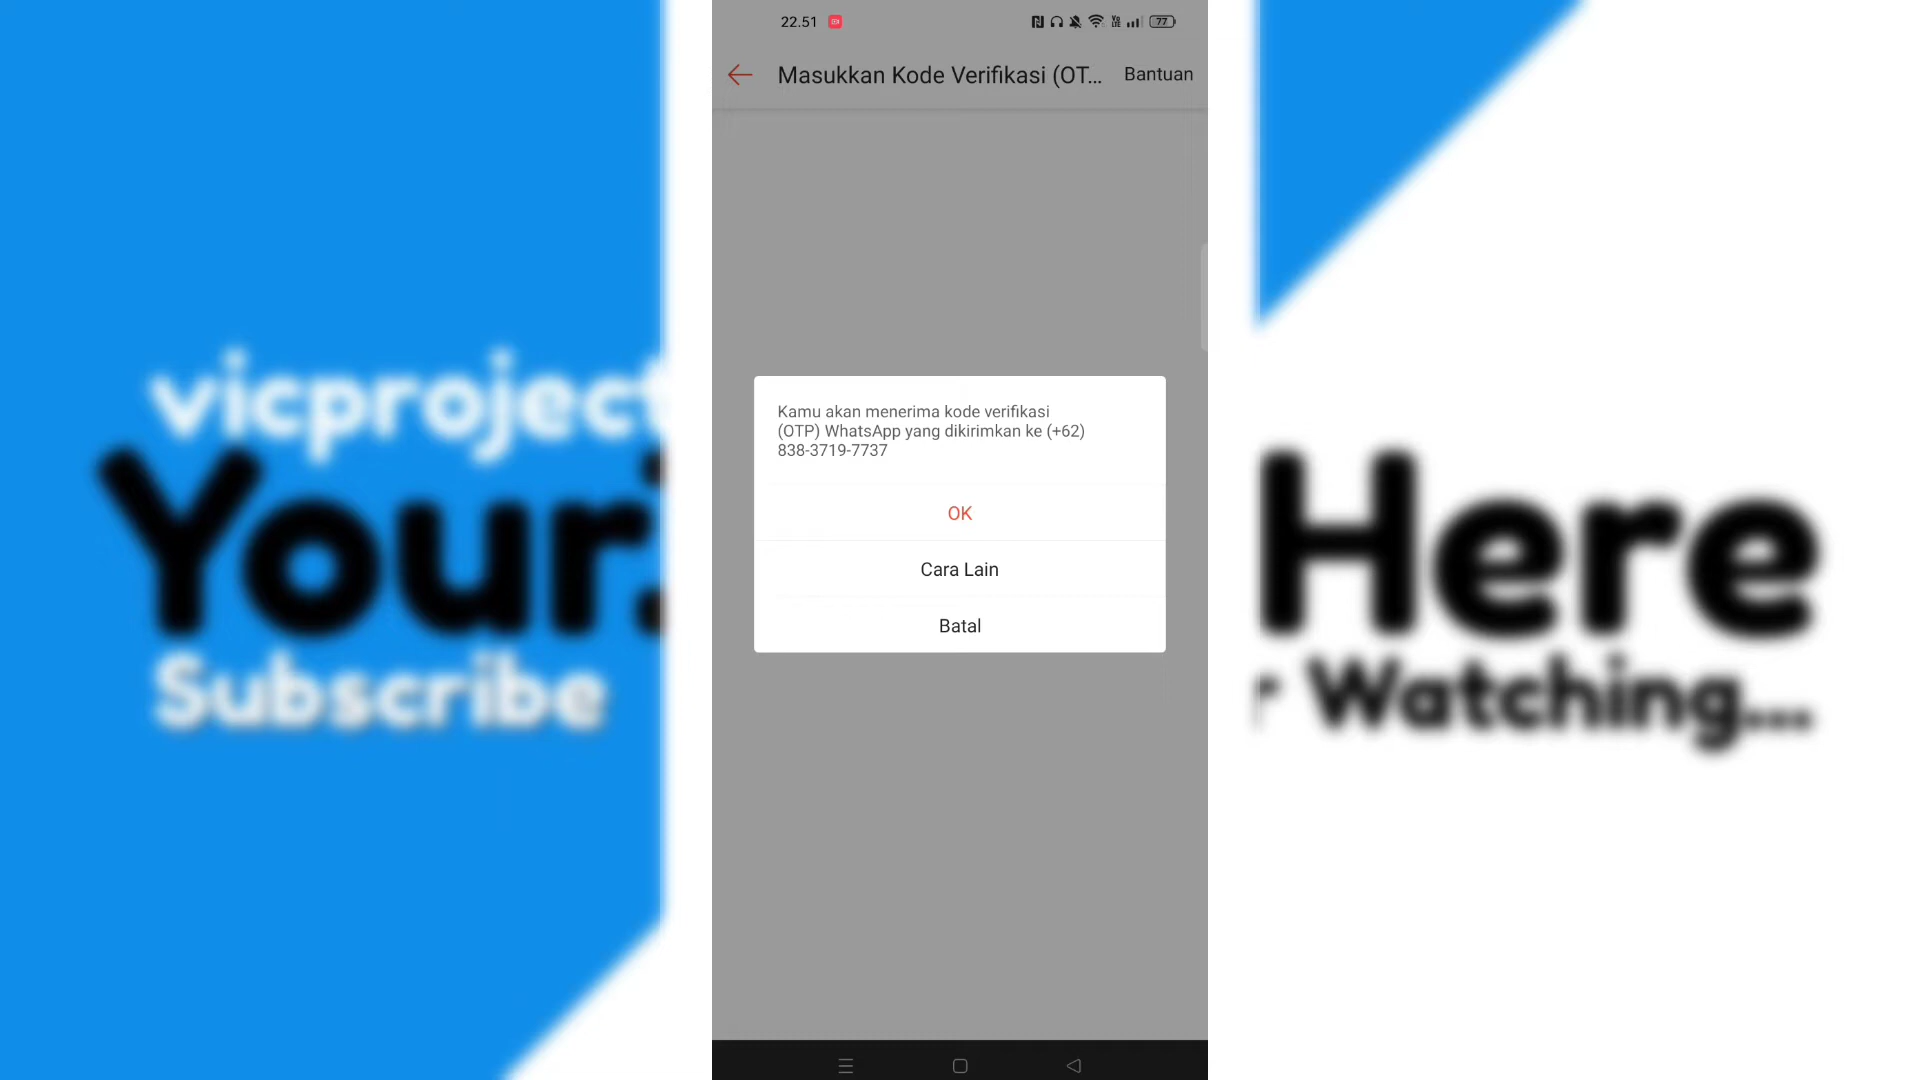 22.51
77
Masukkan Kode Verifikasi (OT...
Bantuan
Kamu akan menerima kode verifikasi
(OTP) WhatsApp yang dikirimkan ke (+62)
838-3719-7737
OK
Cara Lain
Batal
vicproject
Your
Subscribe
Here
Watching...